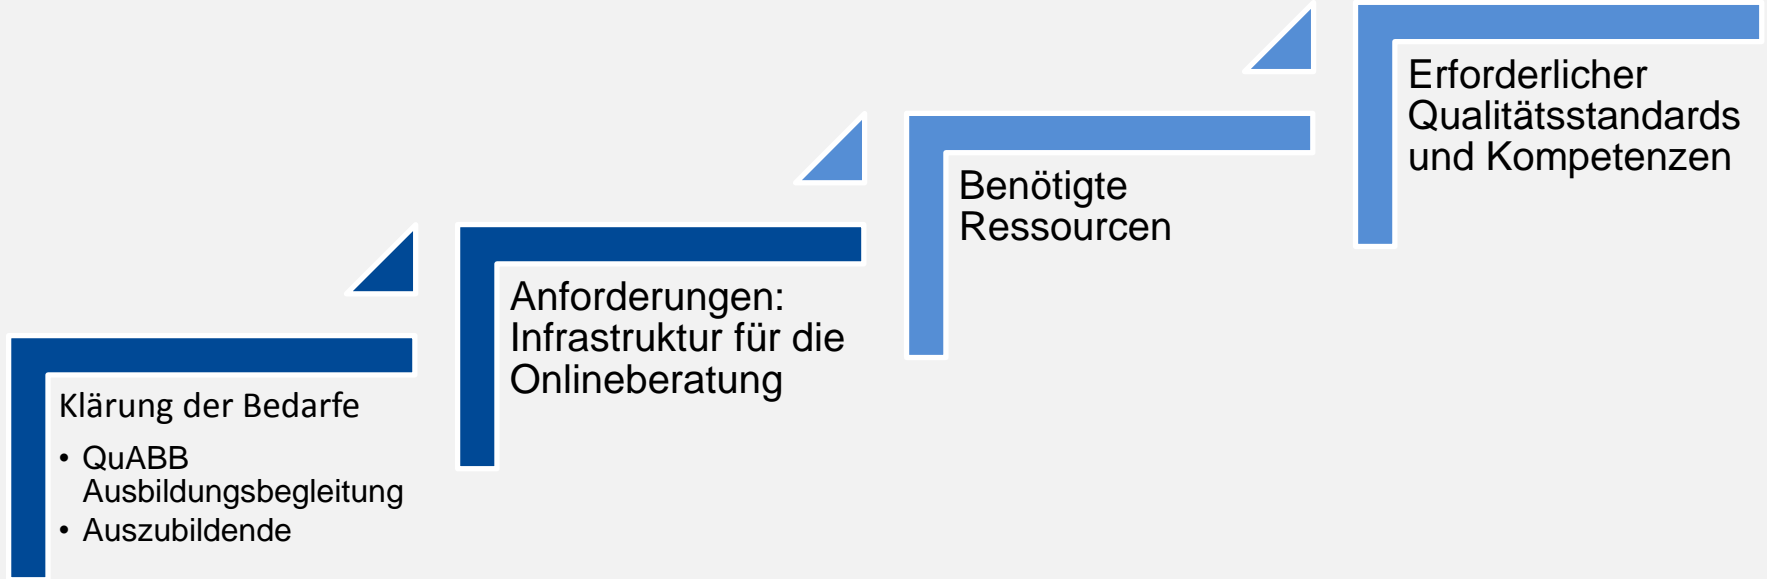 Klärung der Bedarfe
• QuABB
Ausbildungsbegleitung
• Auszubildende
Anforderungen:
Infrastruktur für die
Onlineberatung
Benötigte
Ressourcen
Erforderlicher
Qualitätsstandards
und Kompetenzen